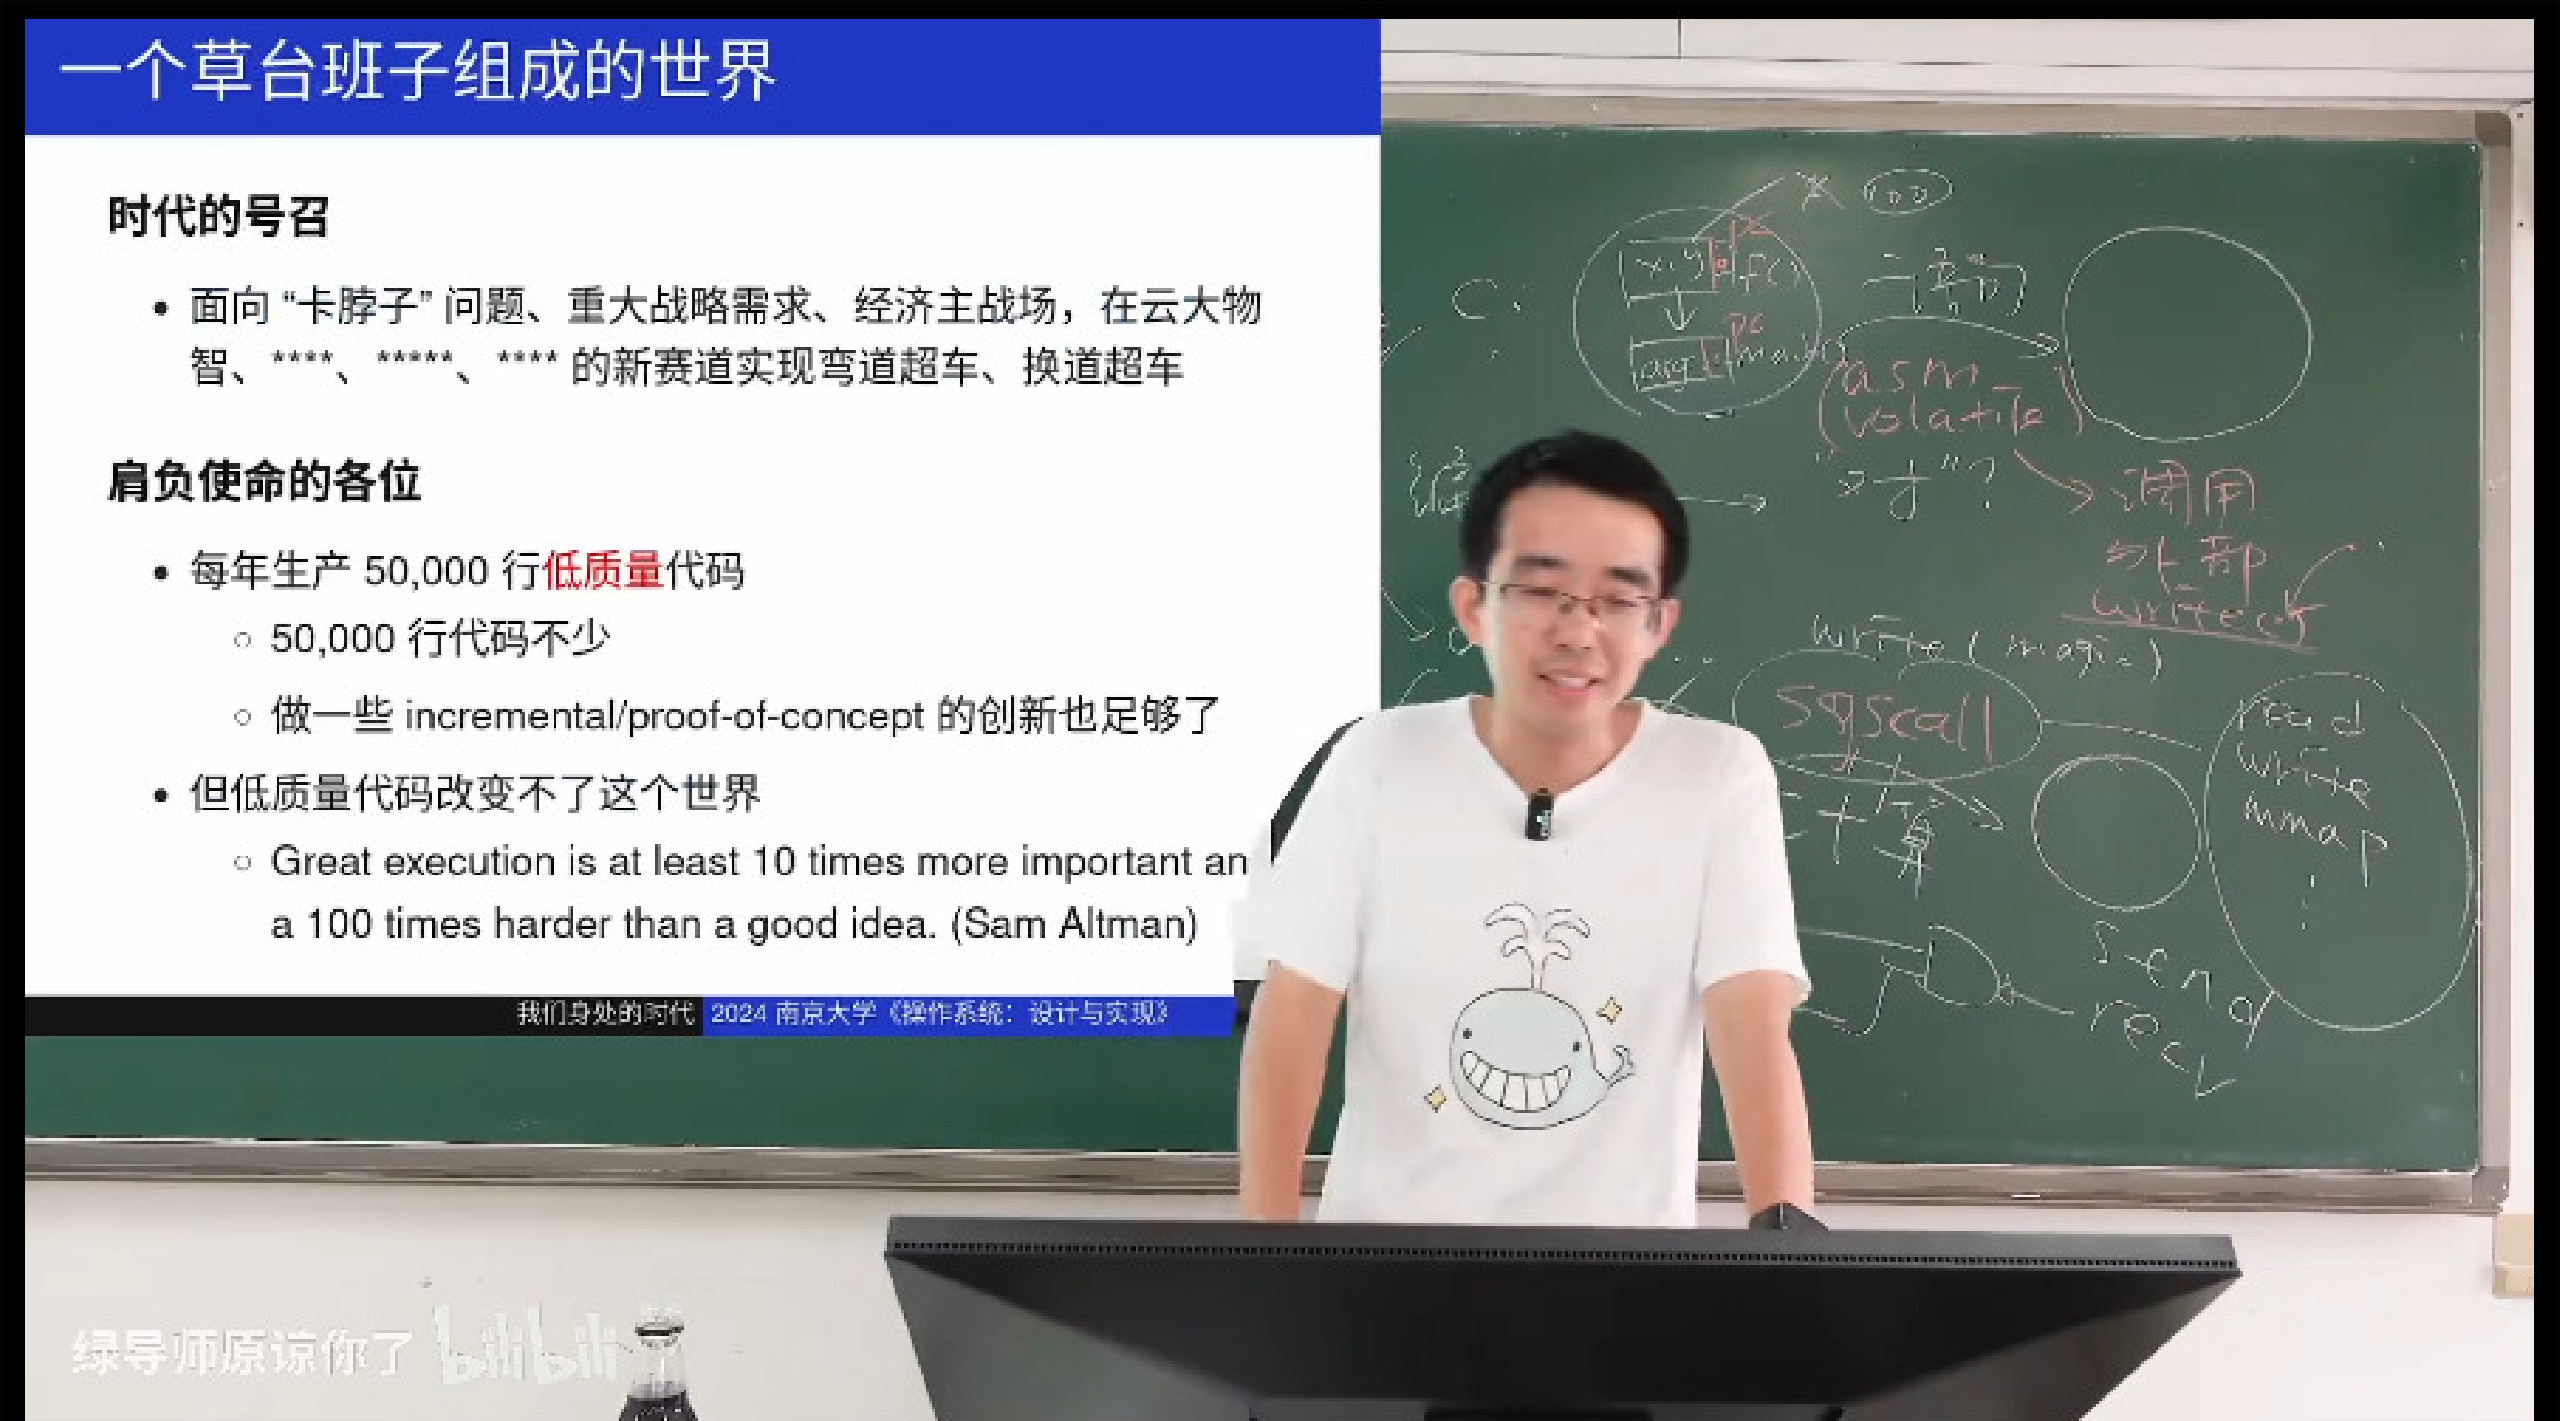 一个草台班子组成的世界
时代的号召
• 面向 “卡脖子” 问题、重大战略需求、经济主战场，在云大物
智、****、*****、**** 的新赛道实现弯道超车、换道超车
肩负使命的各位
• 每年生产 50,000 行低质量代码
○ 50,000 行代码不少
○ 做一些 incremental/proof-of-concept 的创新也足够了
• 但低质量代码改变不了这个世界
○ Great execution is at least 10 times more important an
a 100 times harder than a good idea. (Sam Altman)
我们身处的时代 2024 南京大学《操作系统：设计与实现》
C:
x,y
pc
f()
pc
asm
volatile
“对”?
调用
外部
write()
write ( magic )
syscall
计算
read
write
mmap
send
recv
绿导师原谅你了 bilibili